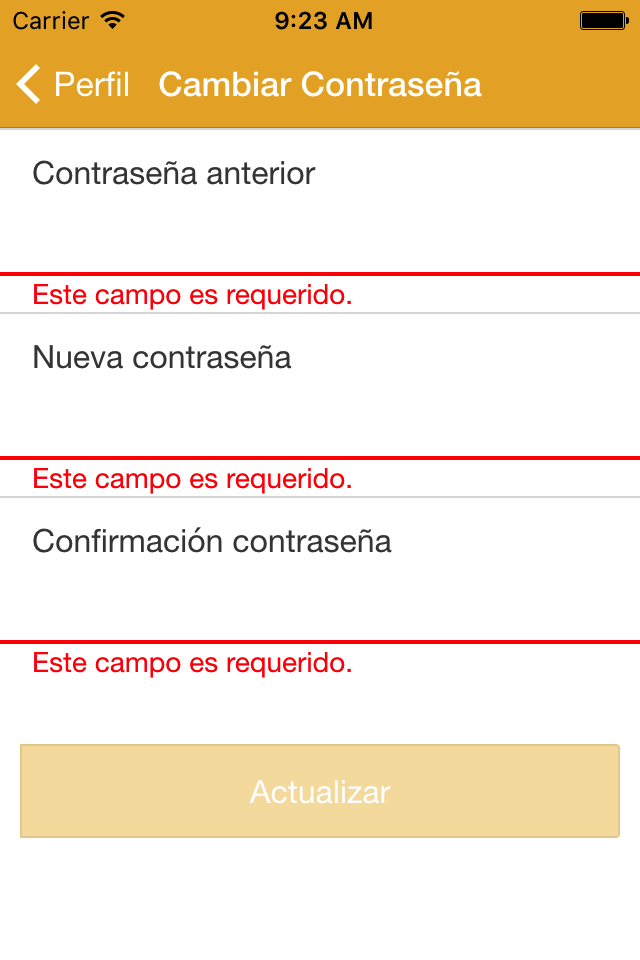 Carrier 9:23 AM
Perfil Cambiar Contraseña
Contraseña anterior
Este campo es requerido.
Nueva contraseña
Este campo es requerido.
Confirmación contraseña
Este campo es requerido.
Actualizar